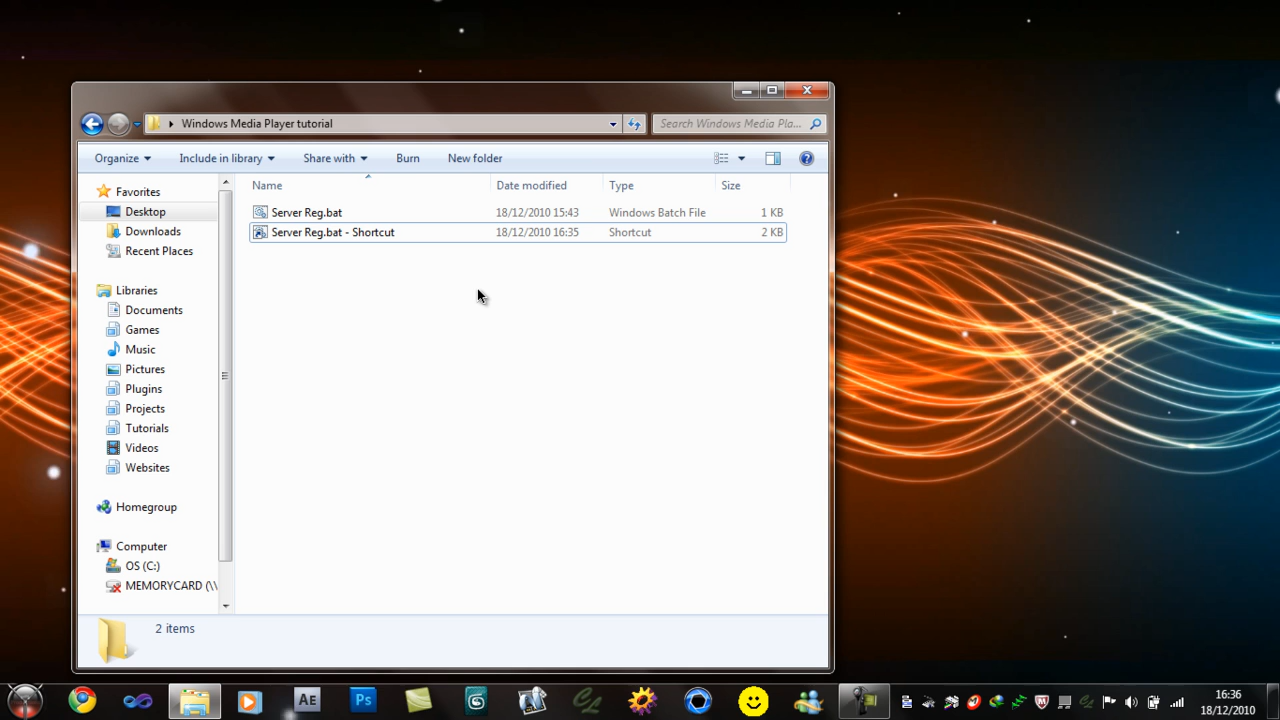 Windows Media Player tutorial
Search Windows Media Pla...
Organize Include in library Share with Burn New folder
Name Date modified Type Size
Server Reg.bat 18/12/2010 15:43 Windows Batch File 1 KB
Server Reg.bat - Shortcut 18/12/2010 16:35 Shortcut 2 KB
Favorites
Desktop
Downloads
Recent Places
Libraries
Documents
Games
Music
Pictures
Plugins
Projects
Tutorials
Videos
Websites
Homegroup
Computer
OS (C:)
MEMORYCARD (\\
2 items
AE Ps
16:36
18/12/2010